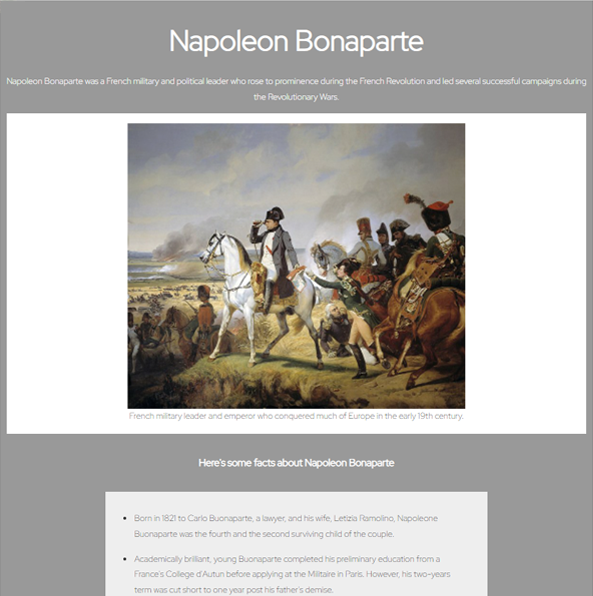 Napoleon Bonaparte
Napoleon Bonaparte was a French military and political leader who rose to prominence during the French Revolution and led several successful campaigns during
the Revolutionary Wars.
French military leader and emperor who conquered much of Europe in the early 19th century.
Here's some facts about Napoleon Bonaparte
Born in 1821 to Carlo Buonaparte, a lawyer, and his wife, Letizia Ramolino, Napoleone
Buonaparte was the fourth and the second surviving child of the couple.
Academically brilliant, young Buonaparte completed his preliminary education from a
France's College d'Autun before applying at the Militaire in Paris. However, his two-years
term was cut short to one year post his father's demise.